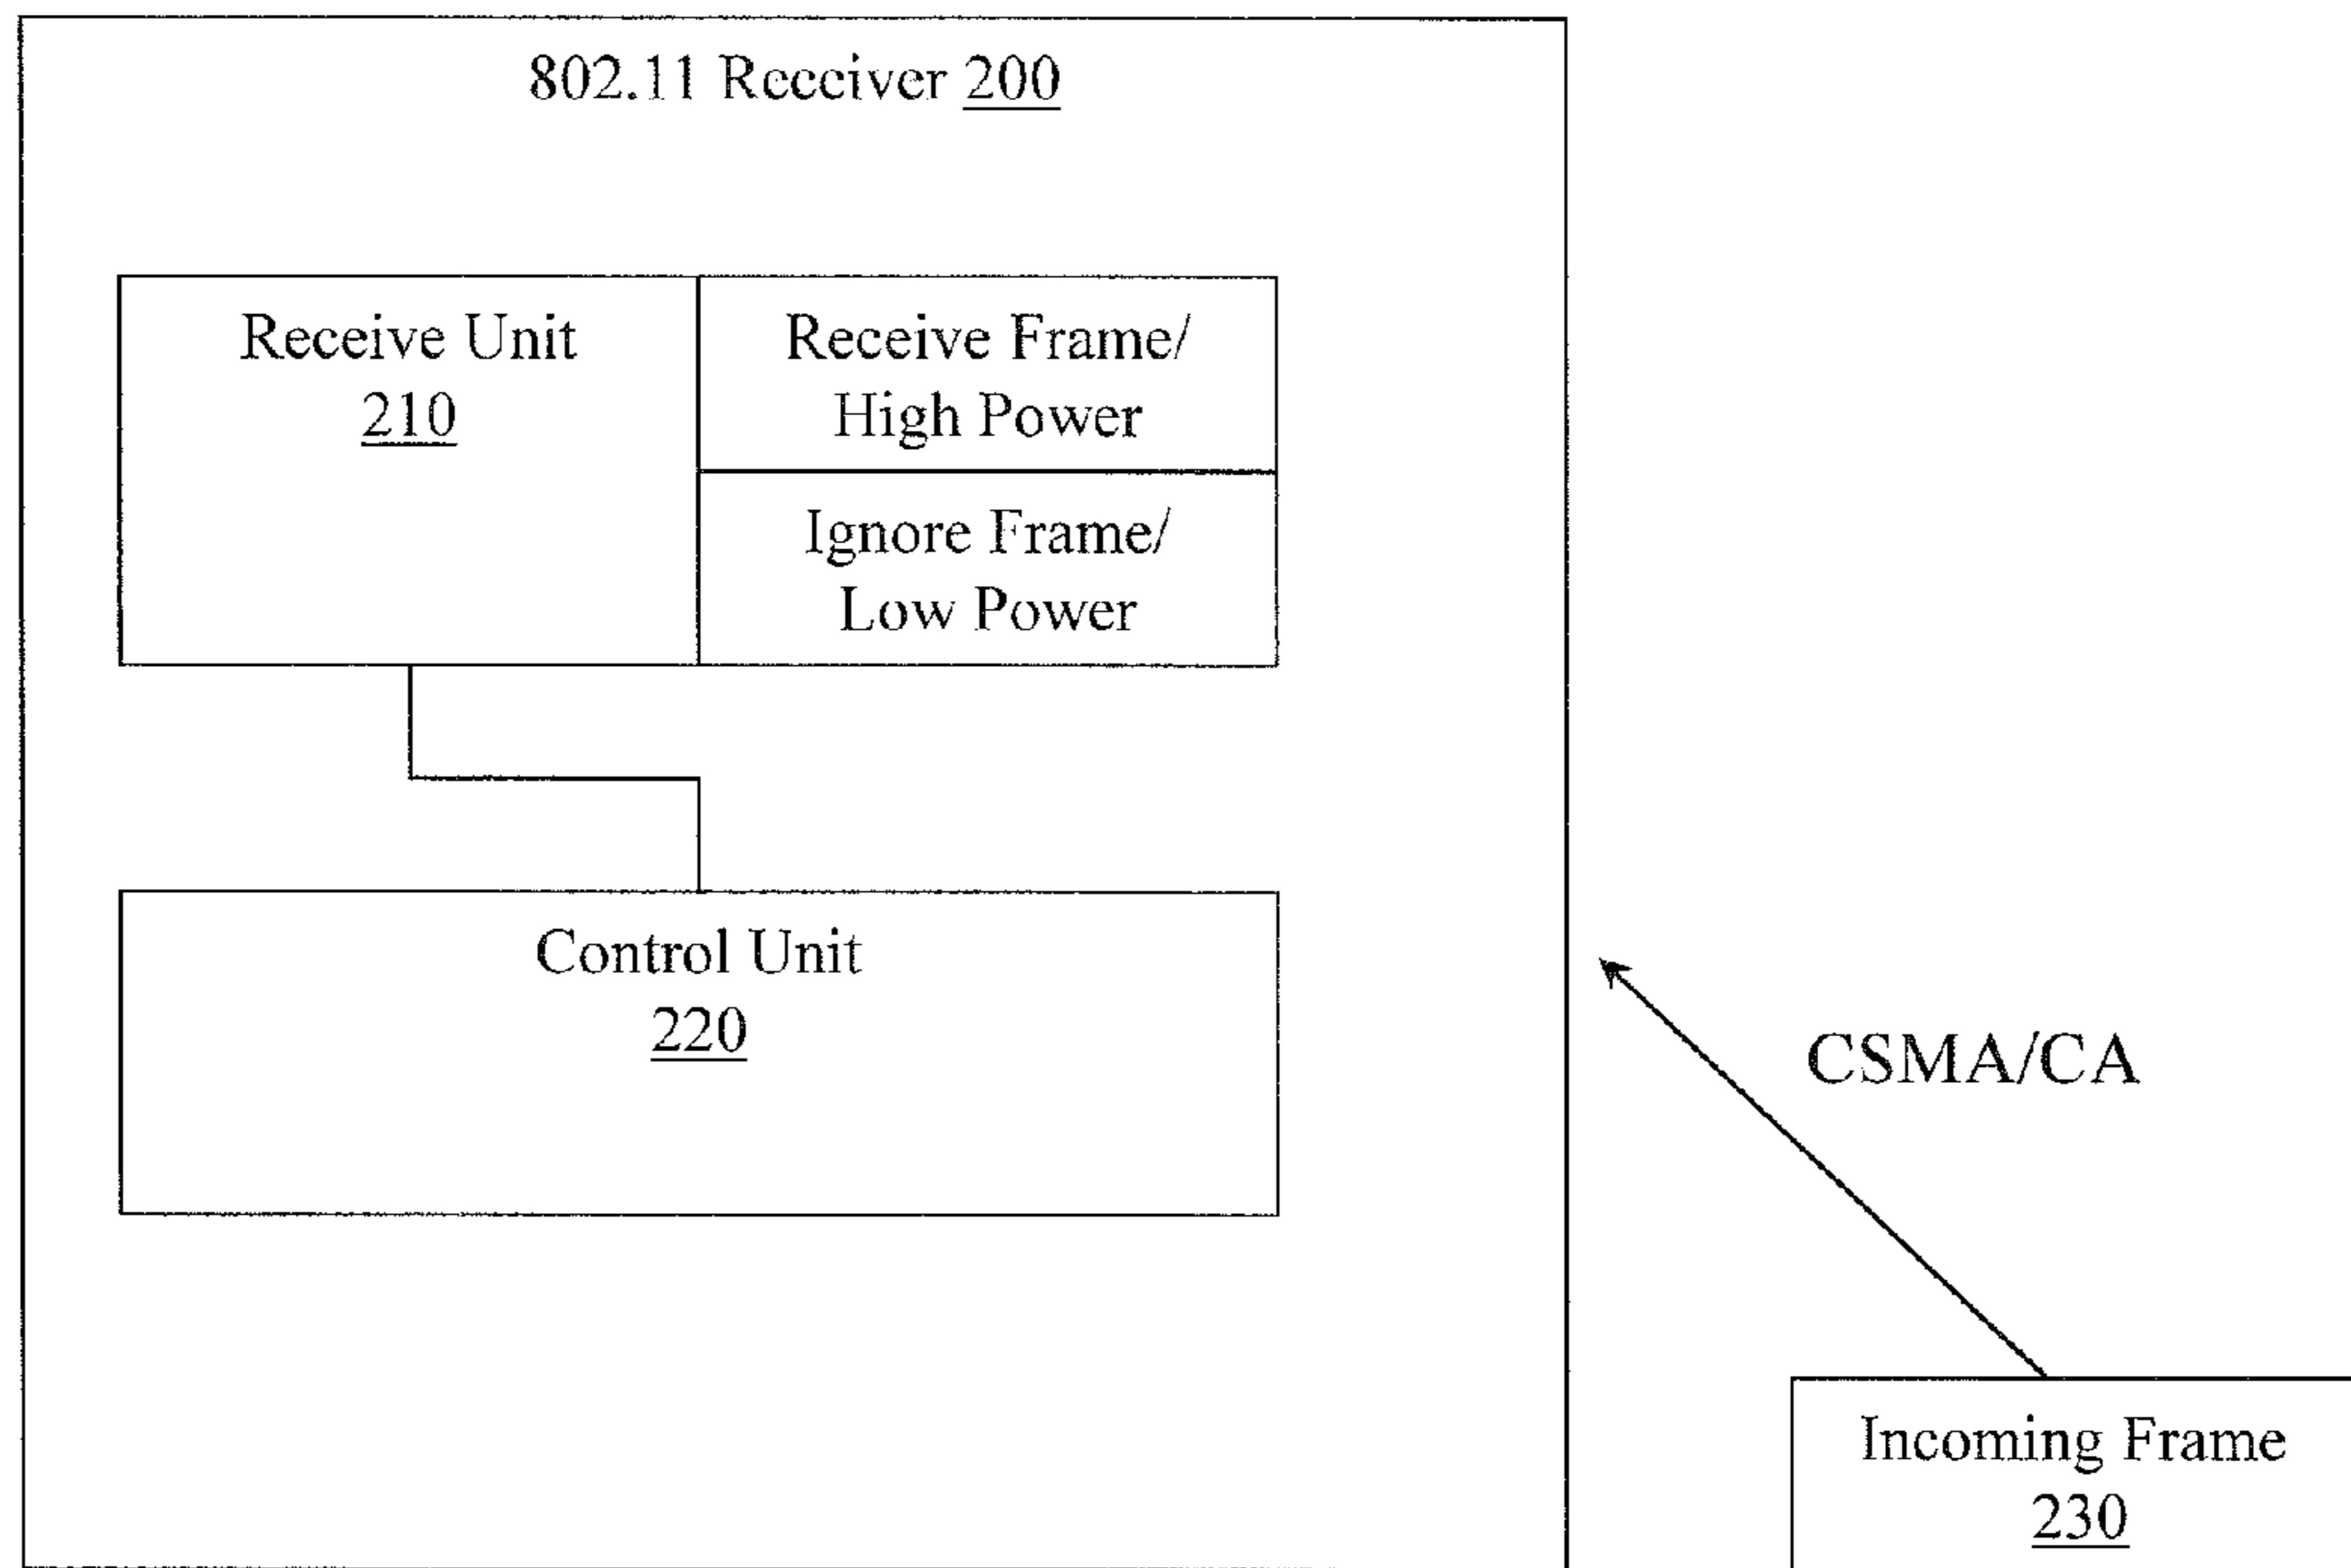 802.11 Receiver 200
Receive Unit
210
Receive Frame/
High Power
Ignore Frame/
Low Power
Control Unit
220
CSMA/CA
Incoming Frame
230